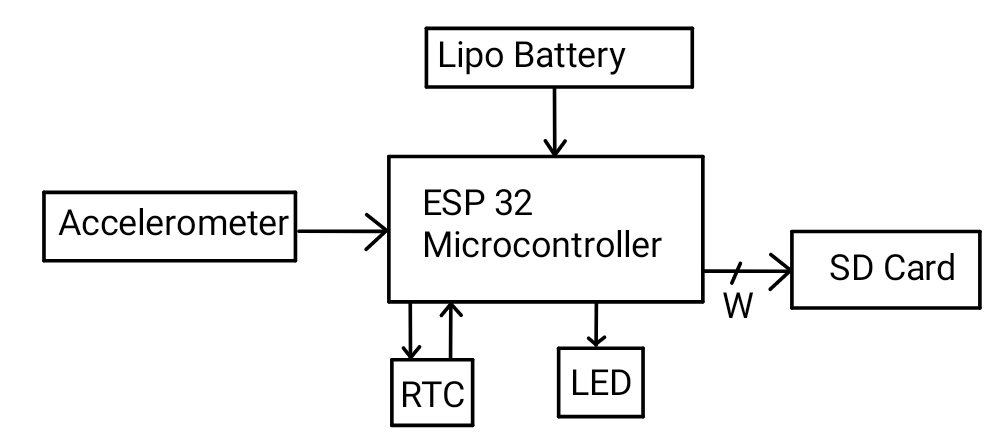 Lipo Battery
Accelerometer
ESP 32
Microcontroller
SD Card
W
RTC
LED